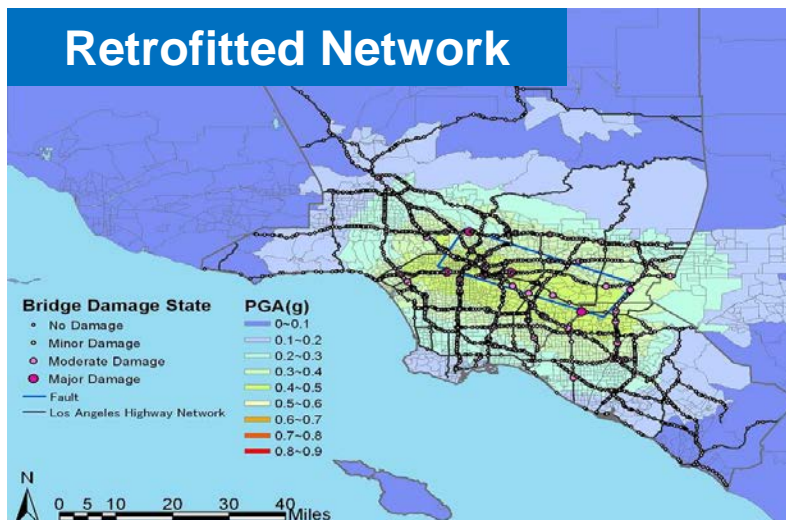 Retrofitted Network
Bridge Damage State
No Damage
Minor Damage
Moderate Damage
Major Damage
Fault
Los Angeles Highway Network
PGA(g)
0~0.1
0.1~0.2
0.2~0.3
0.3~0.4
0.4~0.5
0.5~0.6
0.6~0.7
0.7~0.8
0.8~0.9
N
0 5 10 20 30 40
Miles